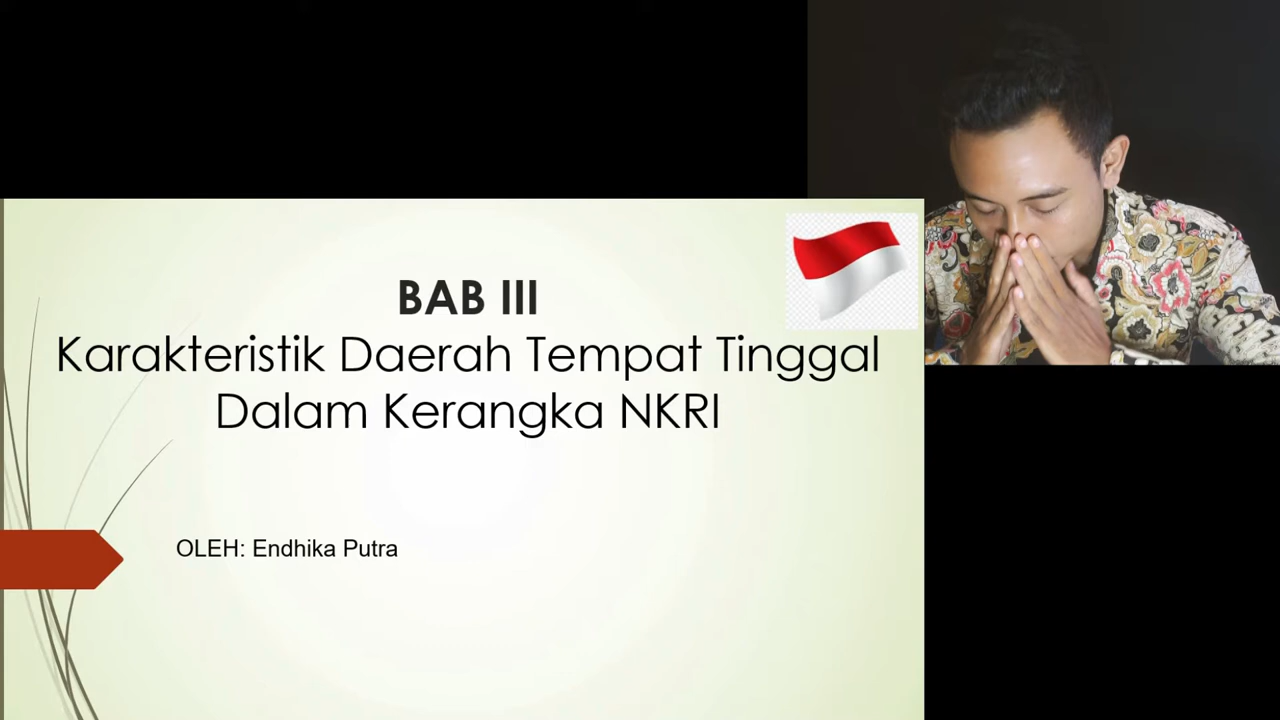 BAB III
Karakteristik Daerah Tempat Tinggal
Dalam Kerangka NKRI
OLEH: Endhika Putra